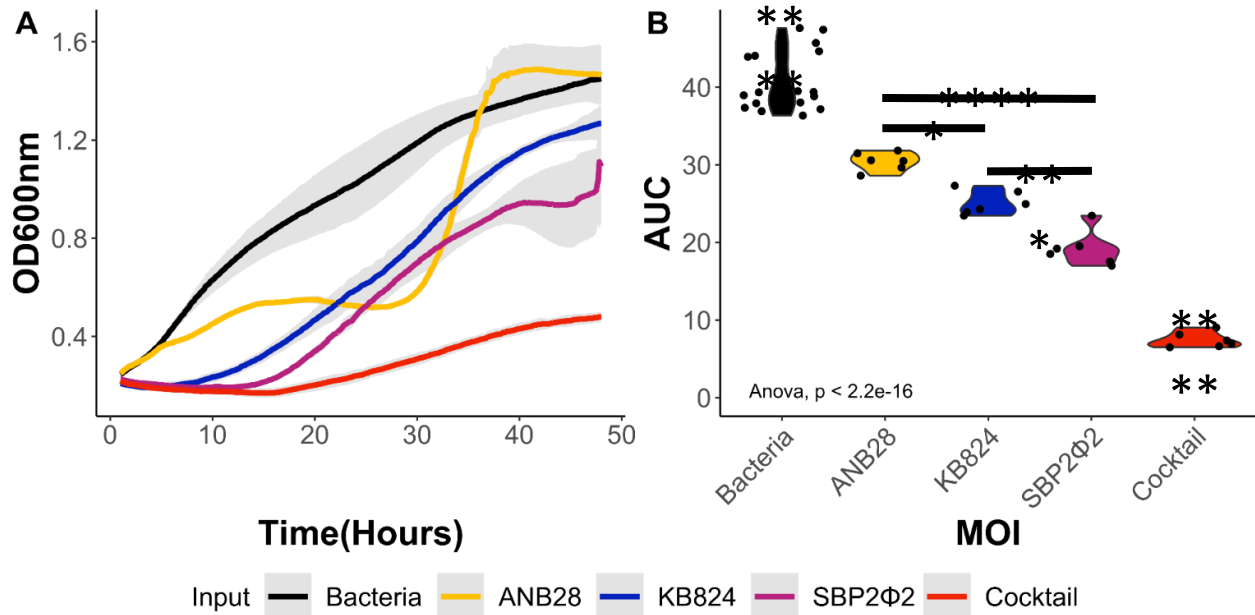 A
OD600nm
1.6
1.2
0.8
0.4
0 10 20 30 40 50
Time(Hours)
B
AUC
40
30
20
10
0
**
**
****
*
**
*
**
**
Anova, p < 2.2e-16
Bacteria
ANB28
KB824
SBP2Φ2
Cocktail
MOI
Input Bacteria ANB28 KB824 SBP2Φ2 Cocktail